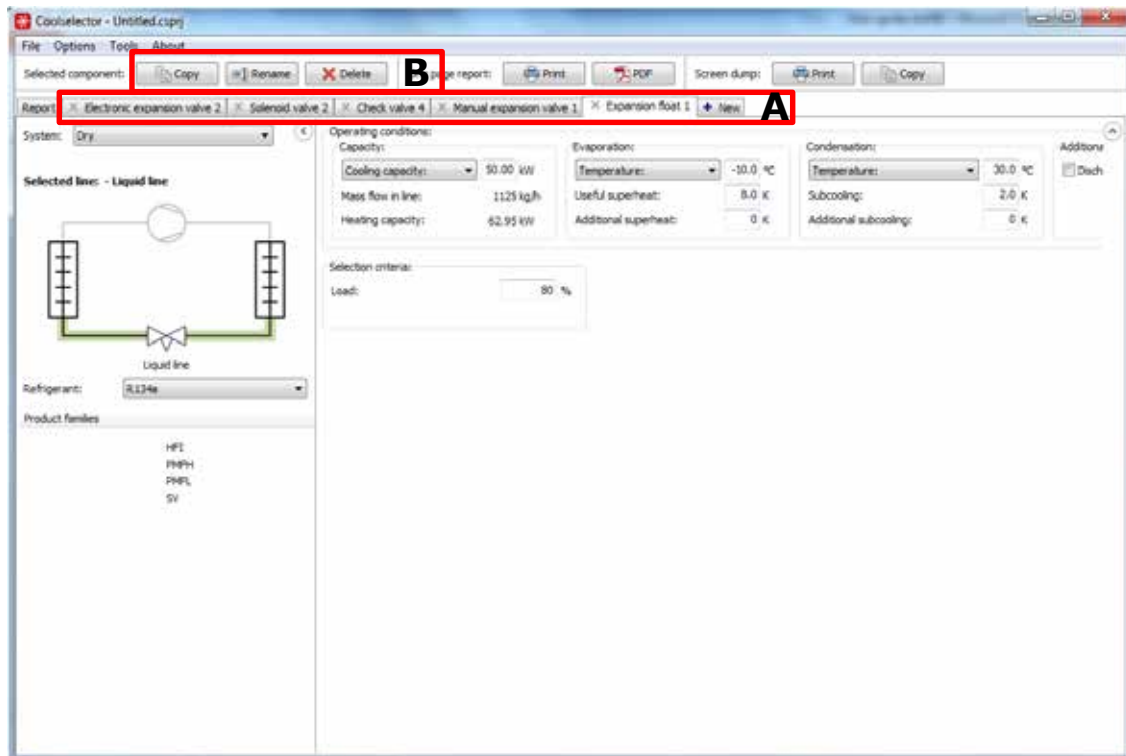 Coolselector - Untitled.csprj
File Options Tools About
Selected component: Copy Rename Delete B page report: Print PDF Screen dump: Print Copy
Report Electronic expansion valve 2 Solenoid valve 2 Check valve 4 Manual expansion valve 1 Expansion float 1 New A
System: Dry
Operating conditions:
Capacity: Evaporation: Condensation: Additiona
Cooling capacity: 50.00 kW Temperature: -10.0 °C Temperature: 30.0 °C Disch
Selected line: - Liquid line
Mass flow in line: 1125 kg/h Useful superheat: 8.0 K Subcooling: 2.0 K
Heating capacity: 62.95 kW Additional superheat: 0 K Additional subcooling: 0 K
Selection criteria:
Load: 80 %
Liquid line
Refrigerant: R134a
Product families
HFI
PMFH
PMFL
SV